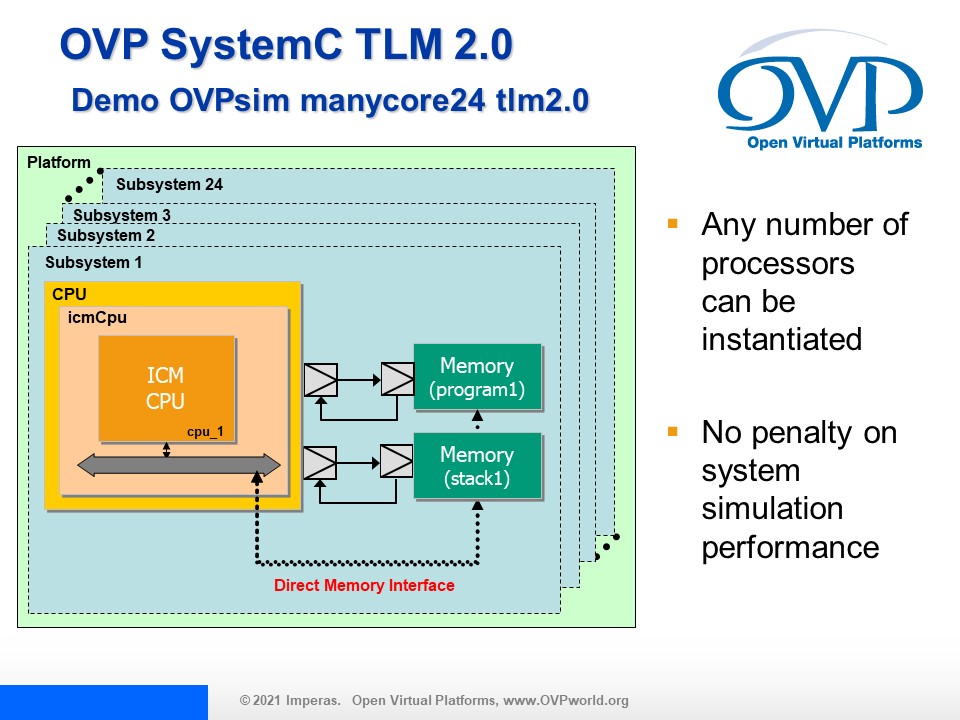 OVP SystemC TLM 2.0
Demo OVPsim manycore24 tlm2.0
OVP
Open Virtual Platforms
Platform
Subsystem 24
Subsystem 3
Subsystem 2
Subsystem 1
CPU
icmCpu
ICM
CPU
cpu_1
Memory
(program1)
Memory
(stack1)
Direct Memory Interface
Any number of
processors
can be
instantiated
No penalty on
system
simulation
performance
© 2021 Imperas. Open Virtual Platforms, www.OVPworld.org